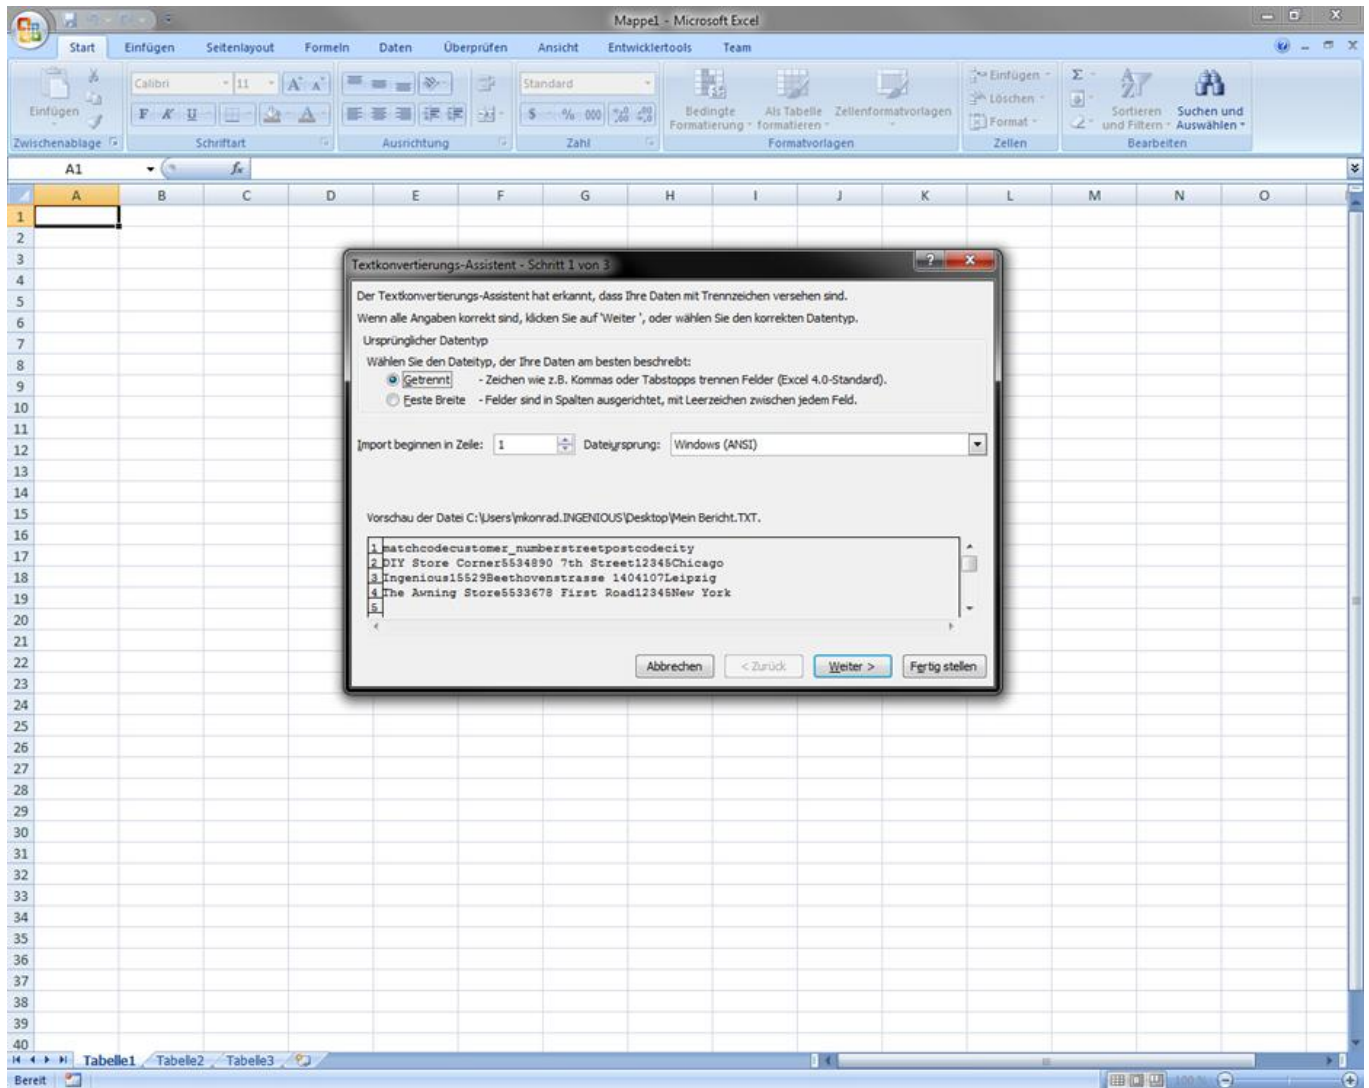 Mappe1 - Microsoft Excel
Start Einfügen Seitenlayout Formeln Daten Überprüfen Ansicht Entwicklertools Team
Calibri 11 Standard
Einfügen
F K U
$ % 000
Bedingte Formatierung
Als Tabelle formatieren
Zellenformatvorlagen
Einfügen
Löschen
Format
Σ
Sortieren und Filtern
Suchen und Auswählen
Zwischenablage Schriftart Ausrichtung Zahl Formatvorlagen Zellen Bearbeiten
A1 fx
A B C D E F G H I J K L M N O
1
2
3
4
5
6
7
8
9
10
11
12
13
14
15
16
17
18
19
20
21
22
23
24
25
26
27
28
29
30
31
32
33
34
35
36
37
38
39
40
Textkonvertierungs-Assistent - Schritt 1 von 3
Der Textkonvertierungs-Assistent hat erkannt, dass Ihre Daten mit Trennzeichen versehen sind.
Wenn alle Angaben korrekt sind, klicken Sie auf 'Weiter ', oder wählen Sie den korrekten Datentyp.
Ursprünglicher Datentyp
Wählen Sie den Dateityp, der Ihre Daten am besten beschreibt:
Getrennt - Zeichen wie z.B. Kommas oder Tabstopps trennen Felder (Excel 4.0-Standard).
Feste Breite - Felder sind in Spalten ausgerichtet, mit Leerzeichen zwischen jedem Feld.
Import beginnen in Zeile: 1 Dateiursprung: Windows (ANSI)
Vorschau der Datei C:\Users\mkonrad.INGENIOUS\Desktop\Mein Bericht.TXT.
1 matchcodecustomer_numberstreetpostcodecity
2 DIY Store Corner5534890 7th Street12345Chicago
3 Ingenious15529Beethovenstrasse 1404107Leipzig
4 The Awning Store5533678 First Road12345New York
5
Abbrechen < Zurück Weiter > Fertig stellen
Tabelle1 Tabelle2 Tabelle3
Bereit 100 %